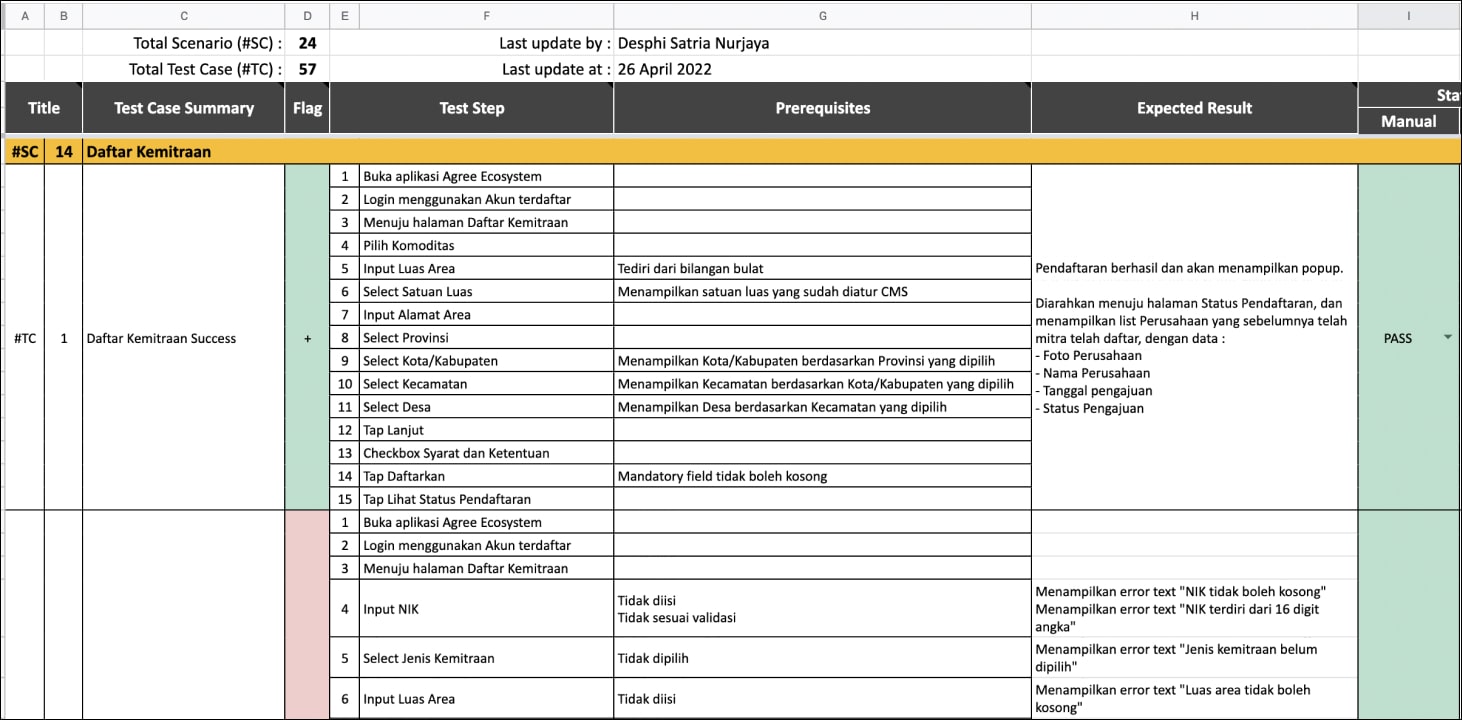 A B C D E F G H I
Total Scenario (#SC) : 24 Last update by : Desphi Satria Nurjaya
Total Test Case (#TC) : 57 Last update at : 26 April 2022
Title Test Case Summary Flag Test Step Prerequisites Expected Result Sta
Manual
#SC 14 Daftar Kemitraan
#TC 1 Daftar Kemitraan Success +
1 Buka aplikasi Agree Ecosystem
2 Login menggunakan Akun terdaftar
3 Menuju halaman Daftar Kemitraan
4 Pilih Komoditas
5 Input Luas Area Tediri dari bilangan bulat
6 Select Satuan Luas Menampilkan satuan luas yang sudah diatur CMS
7 Input Alamat Area
8 Select Provinsi
9 Select Kota/Kabupaten Menampilkan Kota/Kabupaten berdasarkan Provinsi yang dipilih
10 Select Kecamatan Menampilkan Kecamatan berdasarkan Kota/Kabupaten yang dipilih
11 Select Desa Menampilkan Desa berdasarkan Kecamatan yang dipilih
12 Tap Lanjut
13 Checkbox Syarat dan Ketentuan
14 Tap Daftarkan Mandatory field tidak boleh kosong
15 Tap Lihat Status Pendaftaran
Pendaftaran berhasil dan akan menampilkan popup.
Diarahkan menuju halaman Status Pendaftaran, dan
menampilkan list Perusahaan yang sebelumnya telah
mitra telah daftar, dengan data :
- Foto Perusahaan
- Nama Perusahaan
- Tanggal pengajuan
- Status Pengajuan
PASS
1 Buka aplikasi Agree Ecosystem
2 Login menggunakan Akun terdaftar
3 Menuju halaman Daftar Kemitraan
4 Input NIK
Tidak diisi
Tidak sesuai validasi
Menampilkan error text "NIK tidak boleh kosong"
Menampilkan error text "NIK terdiri dari 16 digit
angka"
5 Select Jenis Kemitraan Tidak dipilih
Menampilkan error text "Jenis kemitraan belum
dipilih"
6 Input Luas Area Tidak diisi
Menampilkan error text "Luas area tidak boleh
kosong"